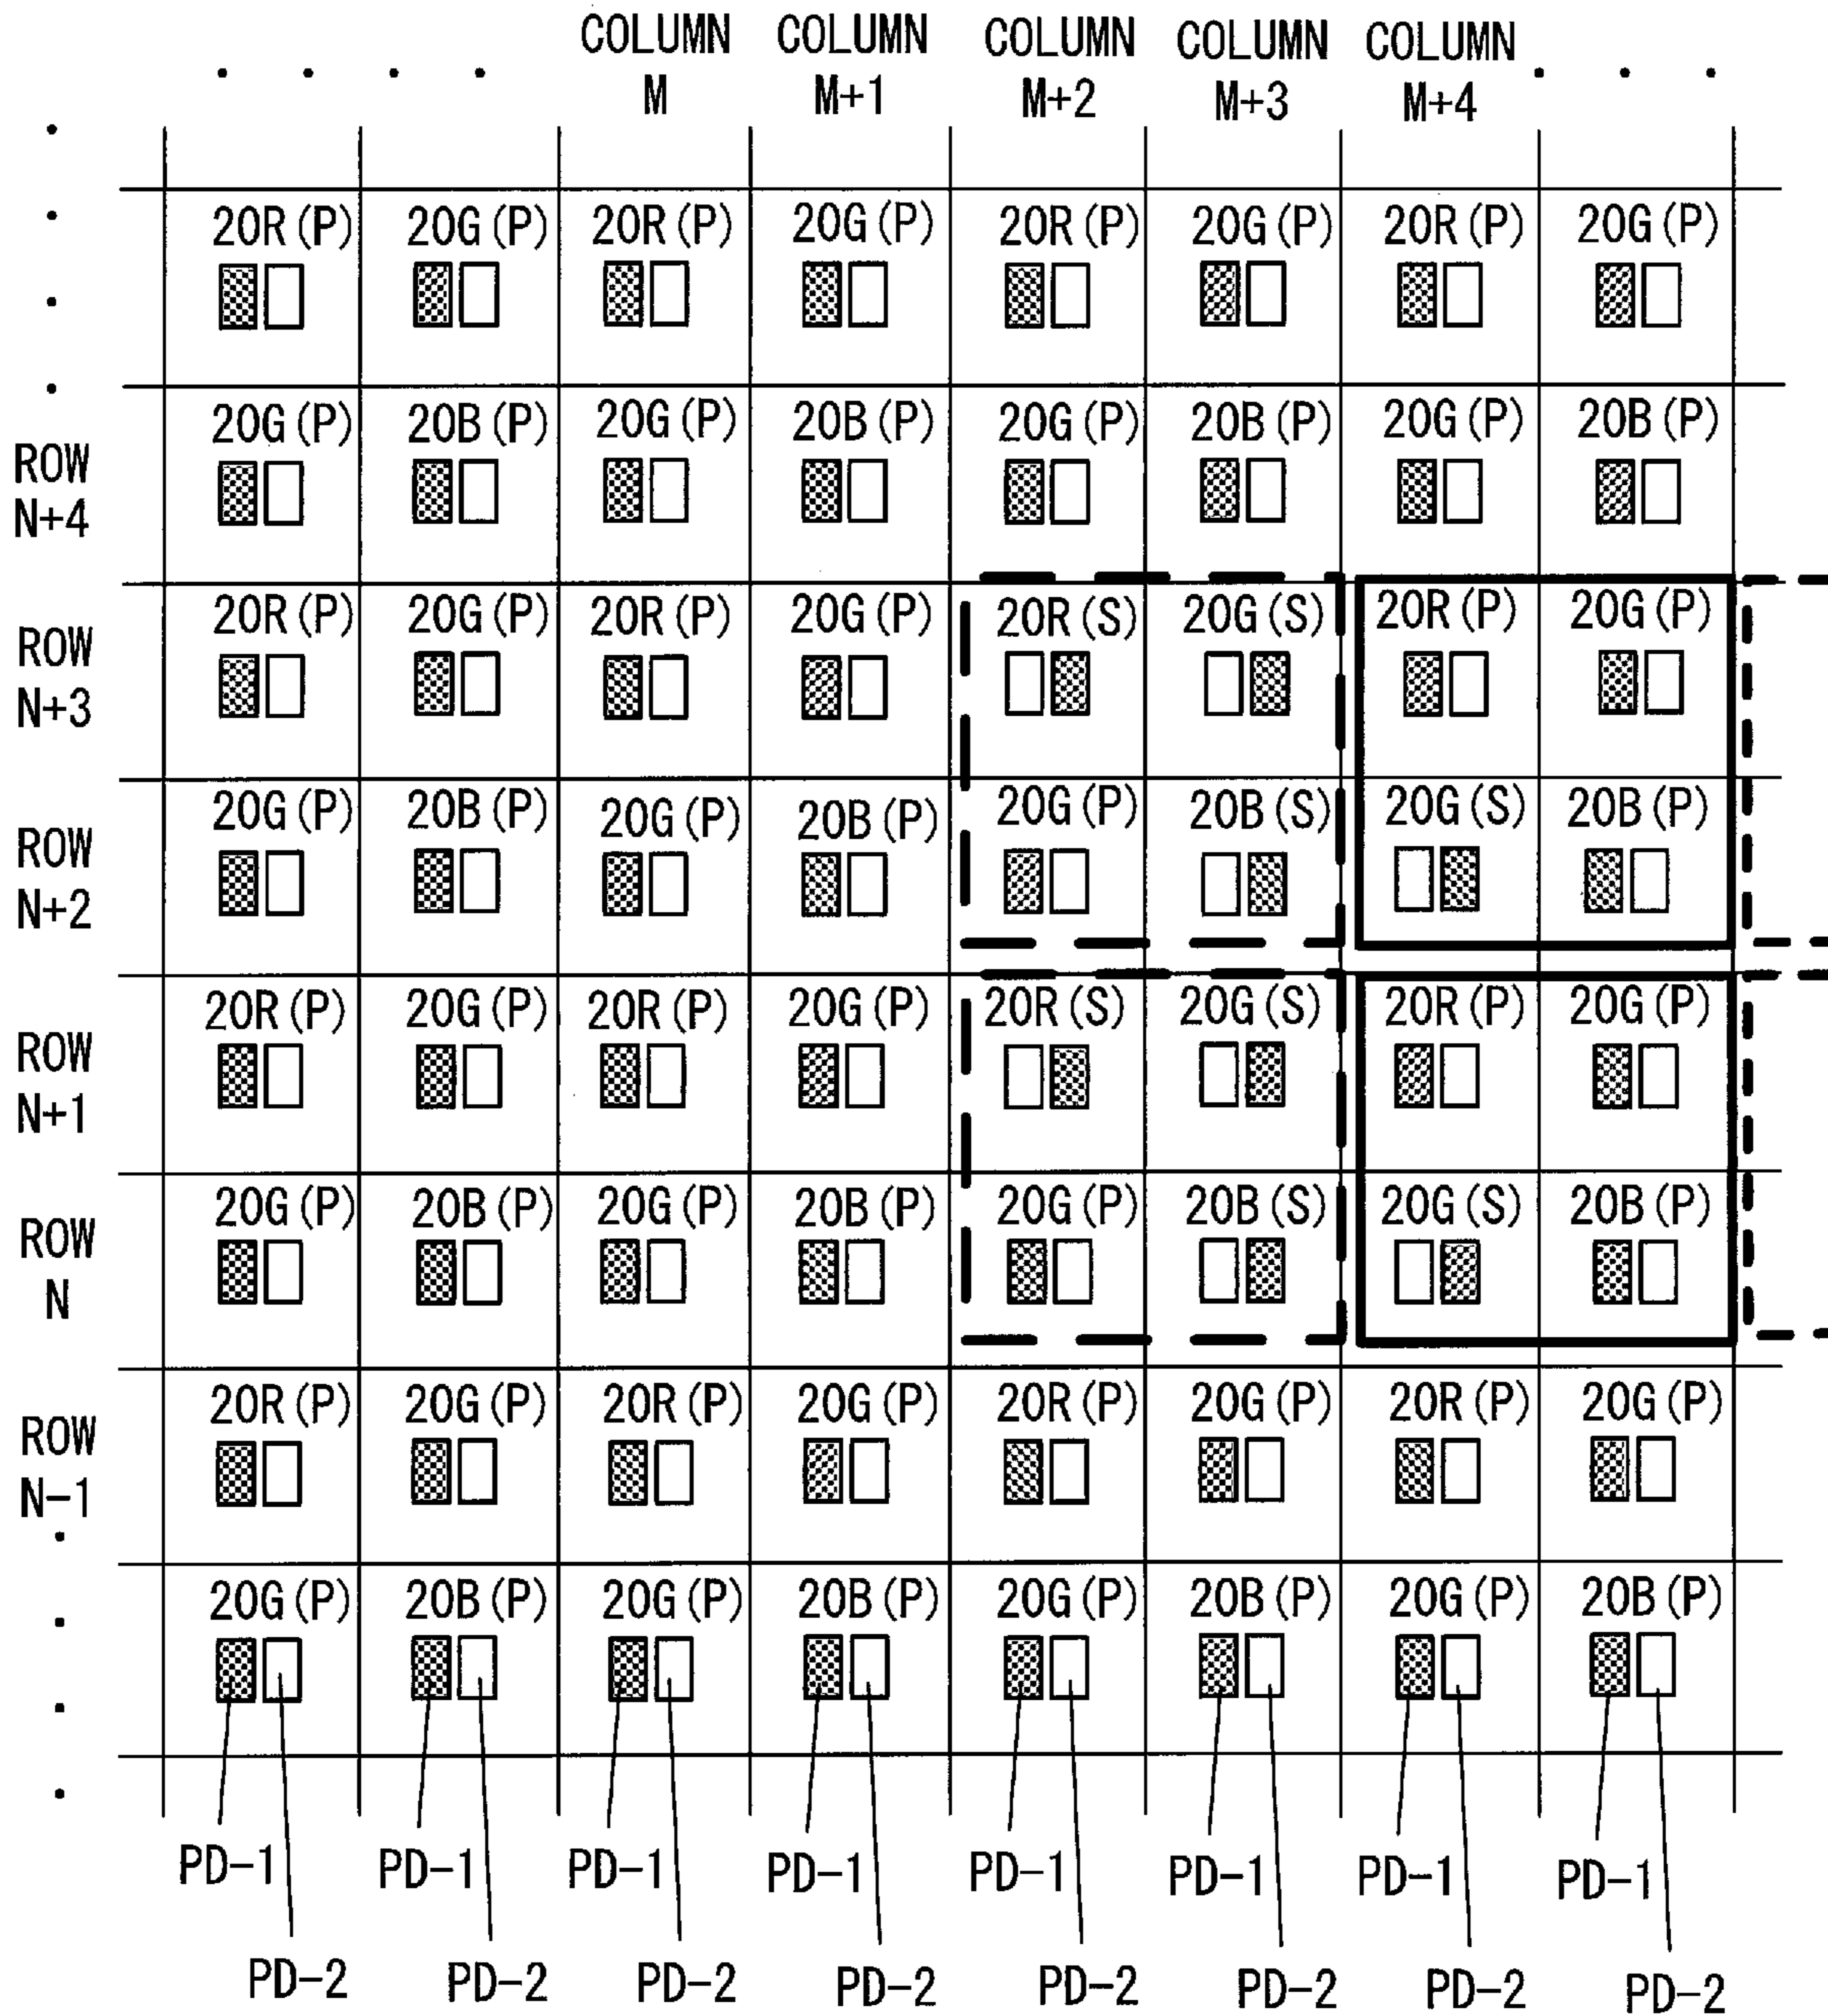 COLUMN M COLUMN M+1 COLUMN M+2 COLUMN M+3 COLUMN M+4
20R(P) 20G(P) 20R(P) 20G(P) 20R(P) 20G(P) 20R(P) 20G(P)
ROW N+4 20G(P) 20B(P) 20G(P) 20B(P) 20G(P) 20B(P) 20G(P) 20B(P)
ROW N+3 20R(P) 20G(P) 20R(P) 20G(P) 20R(S) 20G(S) 20R(P) 20G(P)
ROW N+2 20G(P) 20B(P) 20G(P) 20B(P) 20G(P) 20B(S) 20G(S) 20B(P)
ROW N+1 20R(P) 20G(P) 20R(P) 20G(P) 20R(S) 20G(S) 20R(P) 20G(P)
ROW N 20G(P) 20B(P) 20G(P) 20B(P) 20G(P) 20B(S) 20G(S) 20B(P)
ROW N-1 20R(P) 20G(P) 20R(P) 20G(P) 20R(P) 20G(P) 20R(P) 20G(P)
20G(P) 20B(P) 20G(P) 20B(P) 20G(P) 20B(P) 20G(P) 20B(P)
PD-1 PD-1 PD-1 PD-1 PD-1 PD-1 PD-1 PD-1
PD-2 PD-2 PD-2 PD-2 PD-2 PD-2 PD-2 PD-2